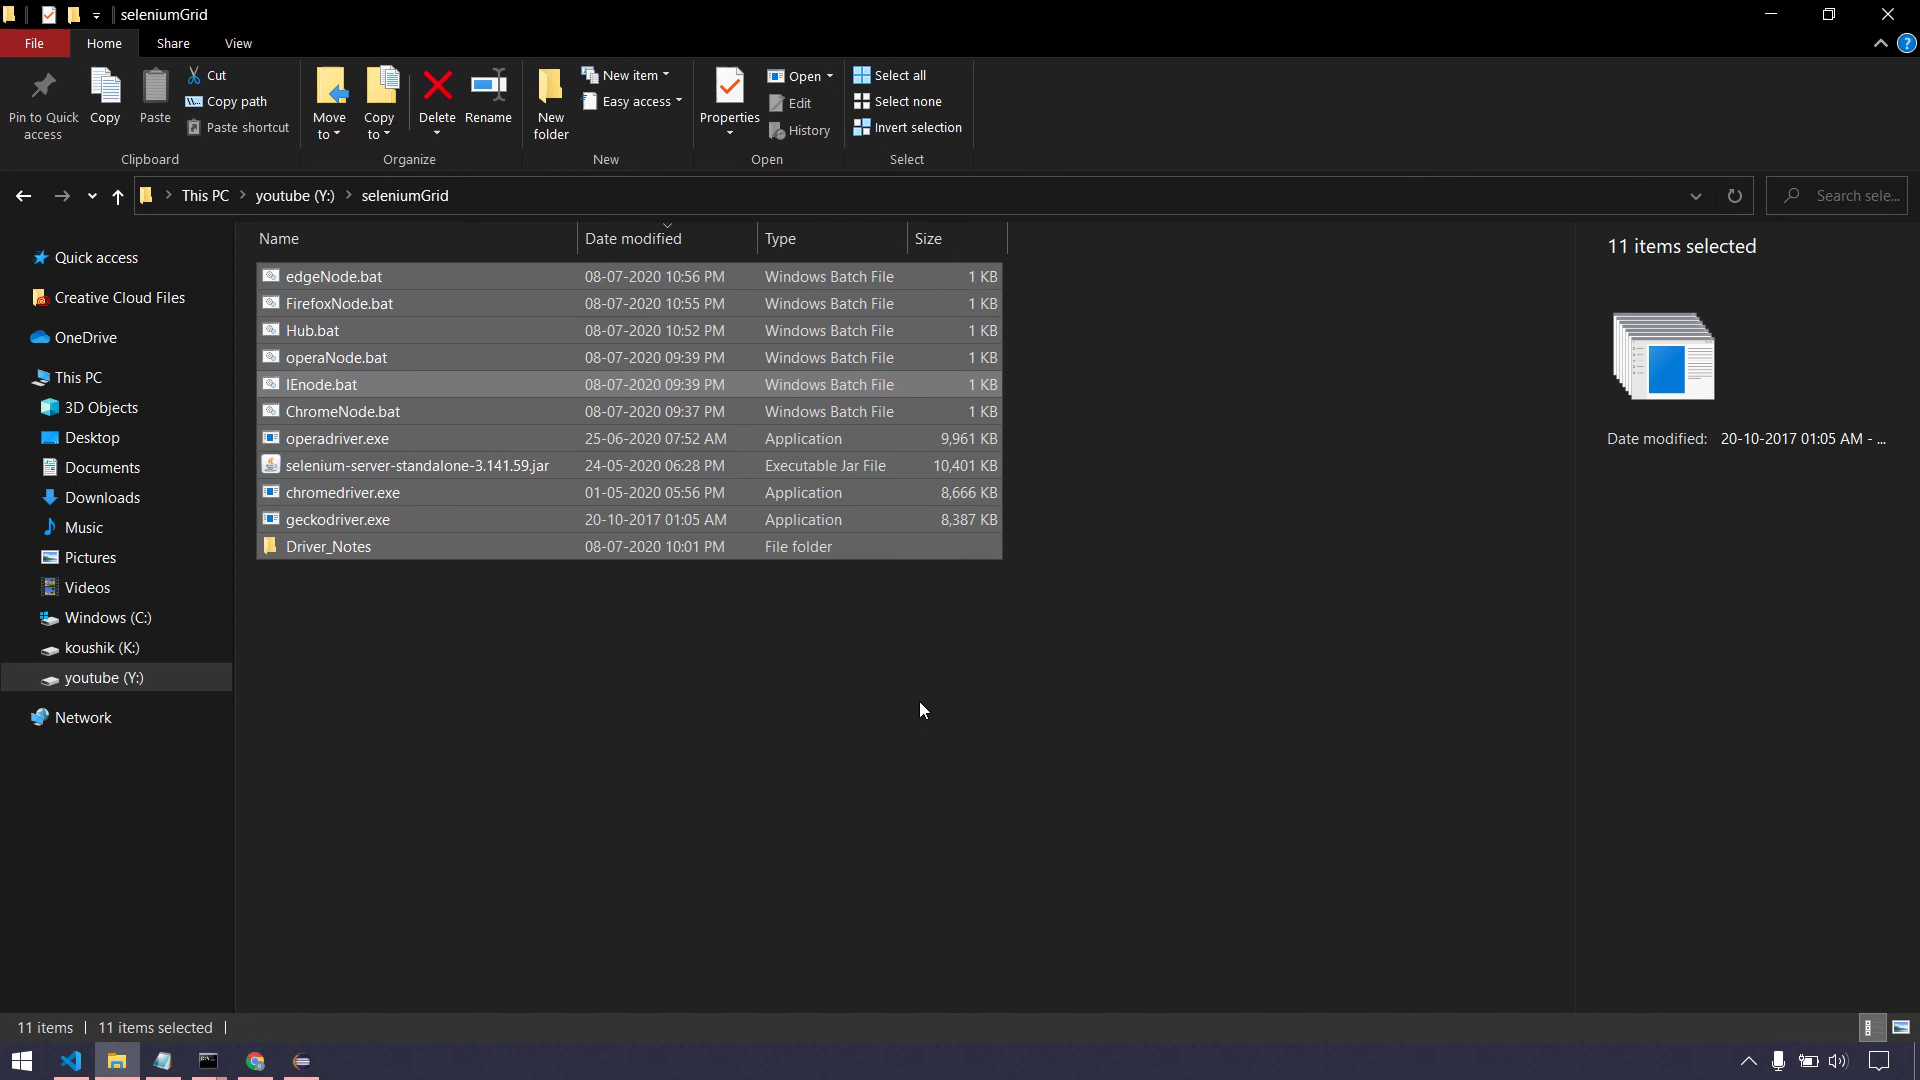 seleniumGrid
File Home Share View
Pin to Quick access
Copy
Paste
Cut
Copy path
Paste shortcut
Clipboard
Move to
Copy to
Delete
Rename
Organize
New folder
New item
Easy access
New
Properties
Open
Edit
History
Open
Select all
Select none
Invert selection
Select
This PC youtube (Y:) seleniumGrid
Search sele...
Quick access
Creative Cloud Files
OneDrive
This PC
3D Objects
Desktop
Documents
Downloads
Music
Pictures
Videos
Windows (C:)
koushik (K:)
youtube (Y:)
Network
Name Date modified Type Size
edgeNode.bat 08-07-2020 10:56 PM Windows Batch File 1 KB
FirefoxNode.bat 08-07-2020 10:55 PM Windows Batch File 1 KB
Hub.bat 08-07-2020 10:52 PM Windows Batch File 1 KB
operaNode.bat 08-07-2020 09:39 PM Windows Batch File 1 KB
IEnode.bat 08-07-2020 09:39 PM Windows Batch File 1 KB
ChromeNode.bat 08-07-2020 09:37 PM Windows Batch File 1 KB
operadriver.exe 25-06-2020 07:52 AM Application 9,961 KB
selenium-server-standalone-3.141.59.jar 24-05-2020 06:28 PM Executable Jar File 10,401 KB
chromedriver.exe 01-05-2020 05:56 PM Application 8,666 KB
geckodriver.exe 20-10-2017 01:05 AM Application 8,387 KB
Driver_Notes 08-07-2020 10:01 PM File folder
11 items selected
Date modified: 20-10-2017 01:05 AM - ...
11 items 11 items selected